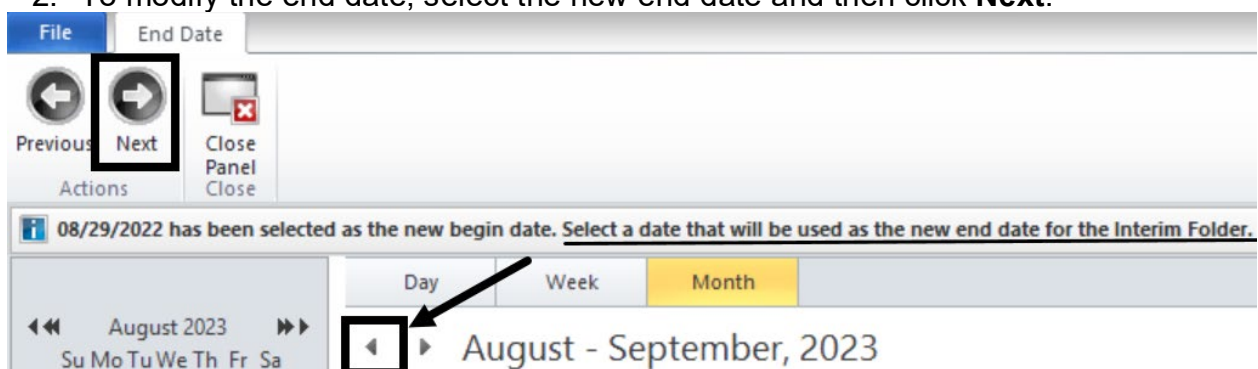 2. To modify the end date, select the new end date and then click Next.
File End Date
Previous Next Close Panel
Actions Close
08/29/2022 has been selected as the new begin date. Select a date that will be used as the new end date for the Interim Folder.
Day Week Month
August 2023
August - September, 2023
Su Mo Tu We Th Fr Sa